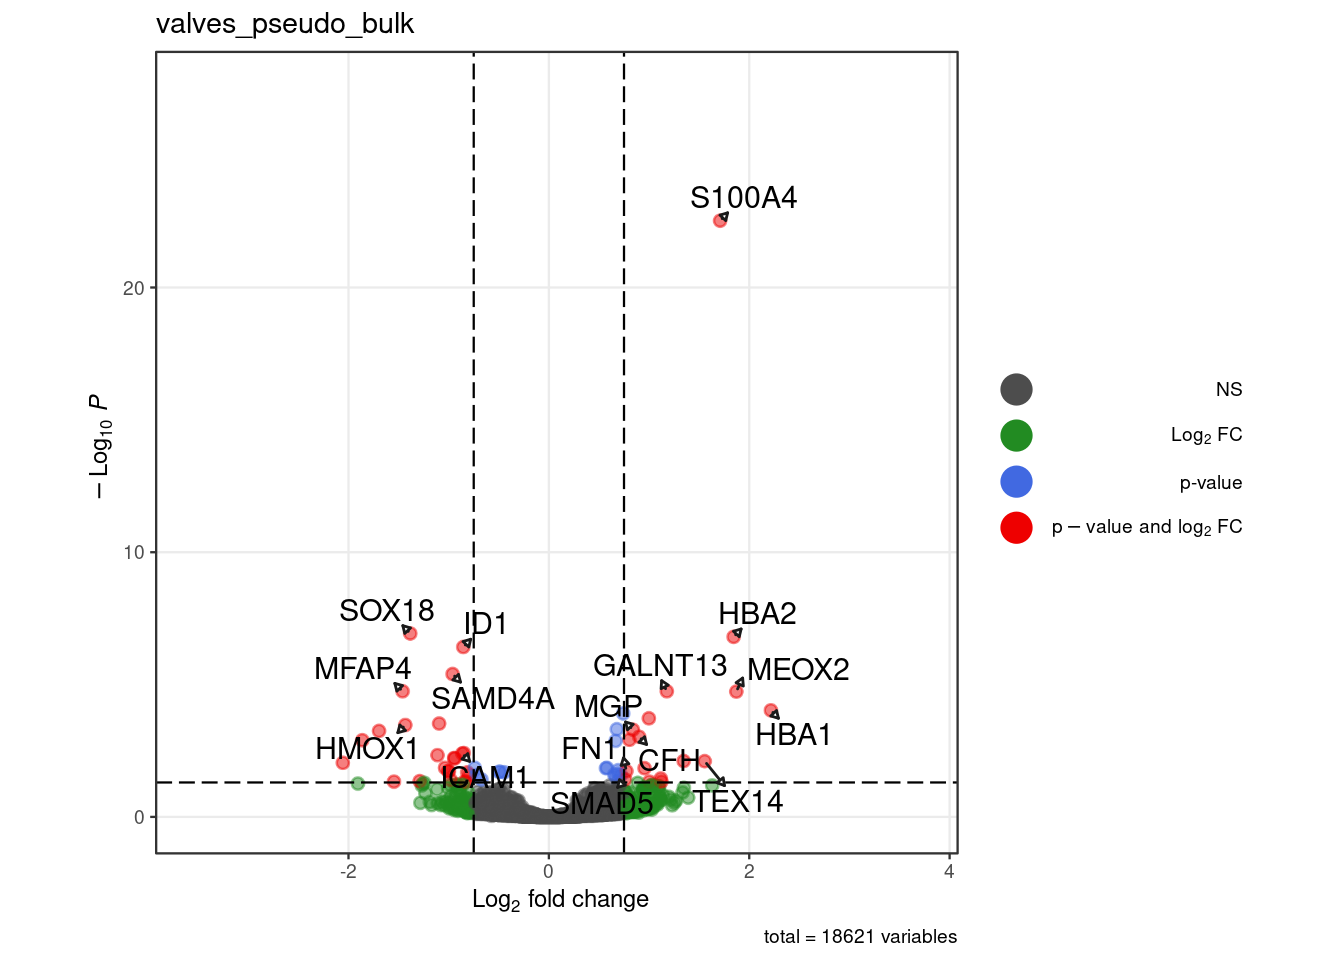 valves_pseudo_bulk
S100A4
20
NS
− Log10 P
Log2 FC
p-value
p − value and log2 FC
10
SOX18
ID1
HBA2
MFAP4
GALNT13
MEOX2
SAMD4A
MGP
HBA1
HMOX1
FN1
CFH
ICAM1
SMAD5
TEX14
0
-2
0
2
4
Log2 fold change
total = 18621 variables